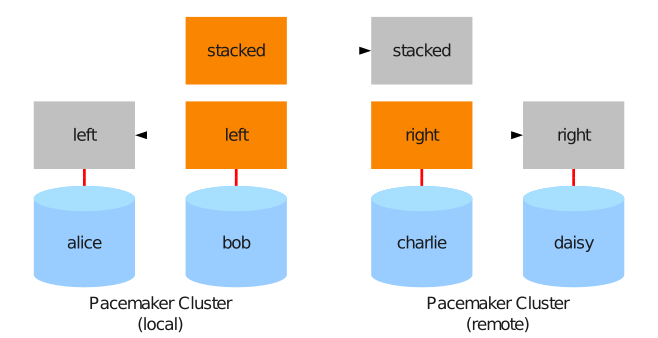 stacked
stacked
left
left
right
right
alice
bob
charlie
daisy
Pacemaker Cluster
(local)
Pacemaker Cluster
(remote)